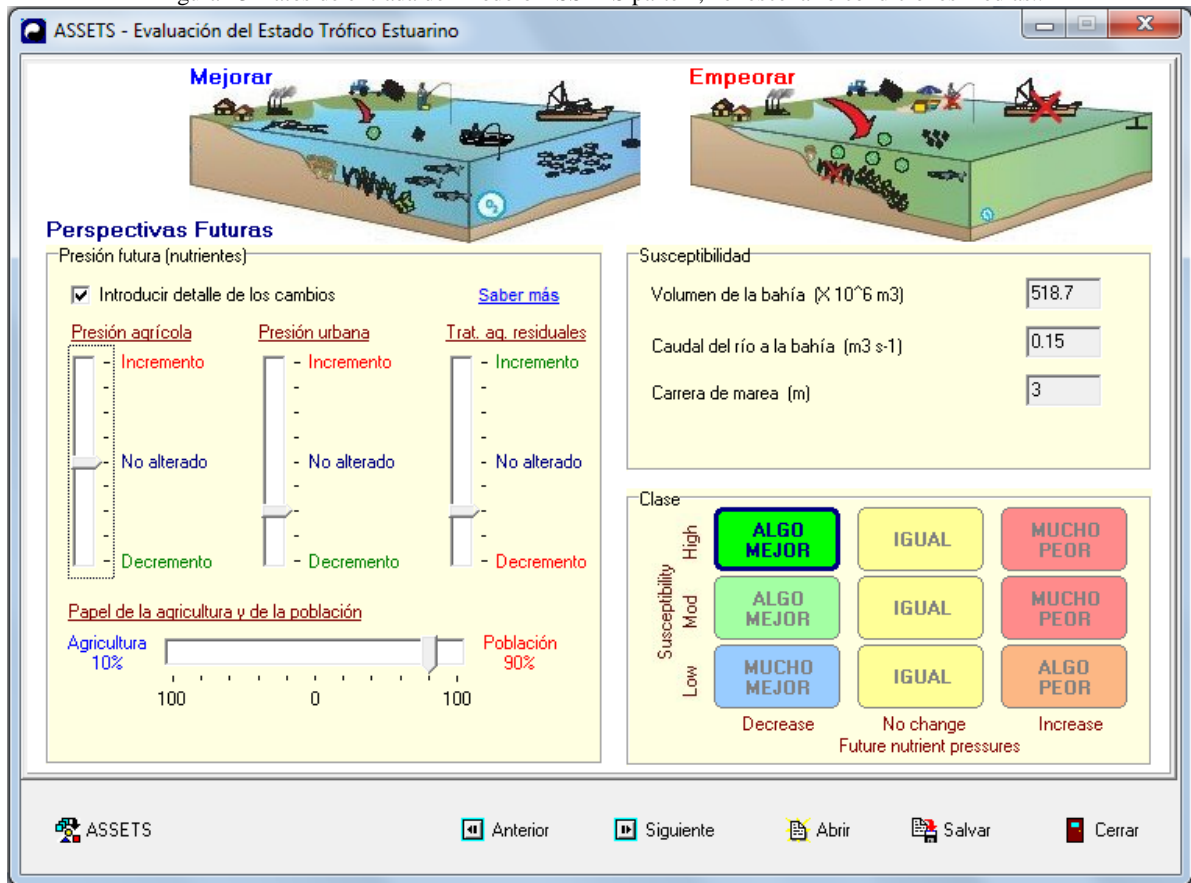 ASSETS - Evaluación del Estado Trófico Estuarino
Mejorar
Empeorar
O2
Perspectivas Futuras
Presión futura (nutrientes)
Introducir detalle de los cambios
Saber más
Presión agrícola
Presión urbana
Trat. aq. residuales
- Incremento
- Incremento
- Incremento
- No alterado
- No alterado
- No alterado
- Decremento
- Decremento
- Decremento
Papel de la agricultura y de la población
Agricultura
10%
Población
90%
100 0 100
Susceptibilidad
Volumen de la bahía (X 10^6 m3) 518.7
Caudal del río a la bahía (m3 s-1) 0.15
Carrera de marea (m) 3
Clase
Susceptibility
High
Mod
Low
ALGO MEJOR
IGUAL
MUCHO PEOR
ALGO MEJOR
IGUAL
MUCHO PEOR
MUCHO MEJOR
IGUAL
ALGO PEOR
Decrease No change Increase
Future nutrient pressures
ASSETS Anterior Siguiente Abrir Salvar Cerrar